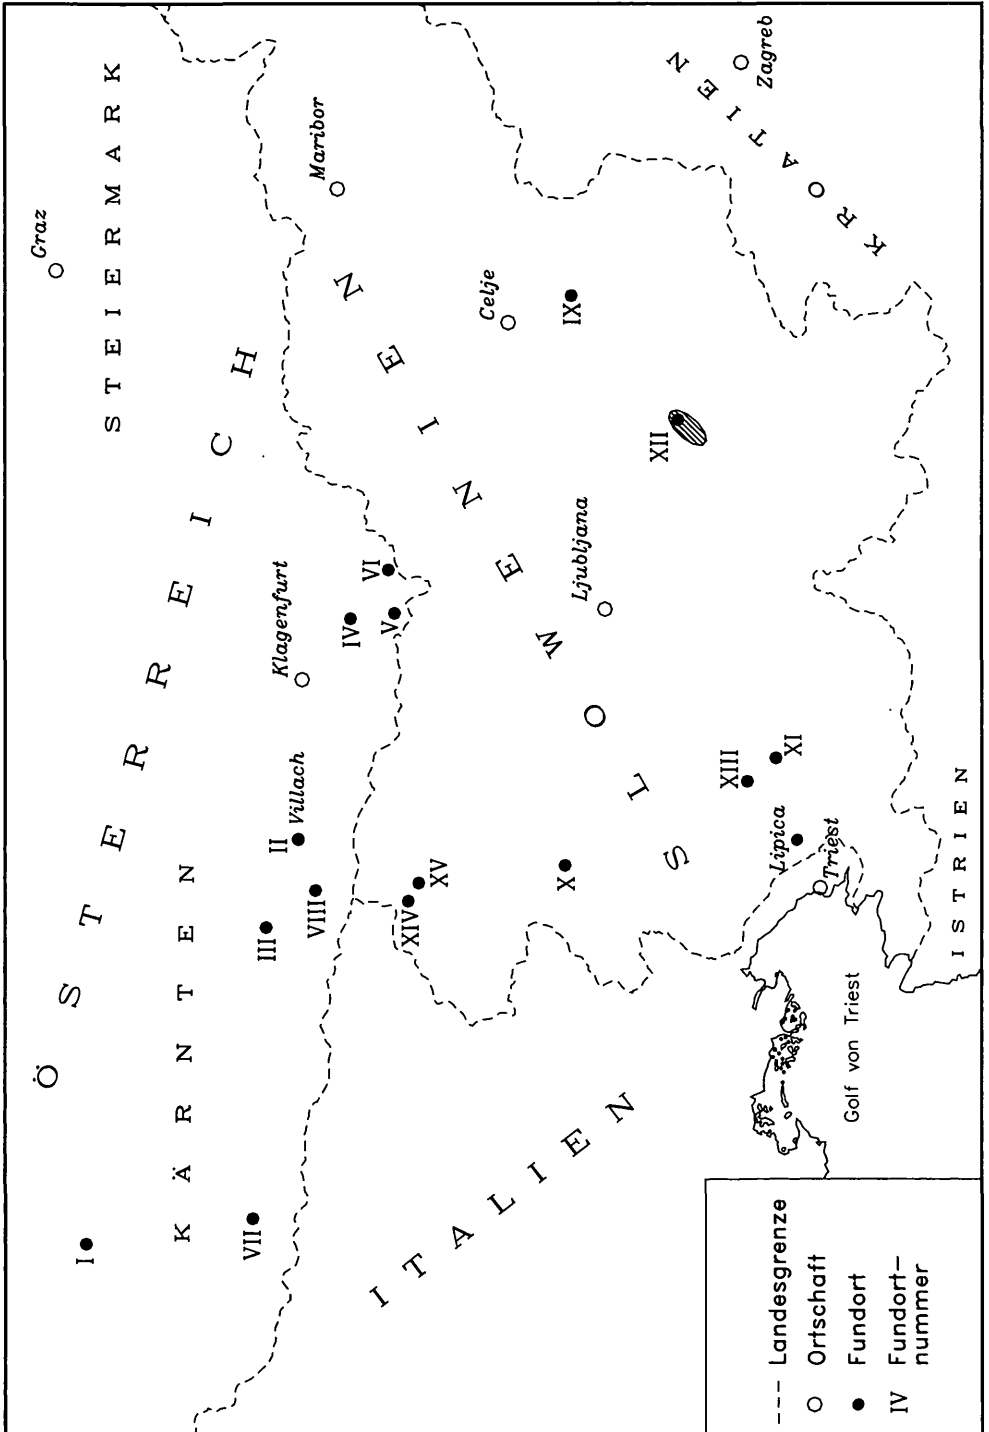 Graz
STEIERMARK
ÖSTERREICH
KÄRNTEN
Maribor
Klagenfurt
Villach
Celje
Ljubljana
SLOWENIEN
KROATIEN
Zagreb
ITALIEN
Lipica
Triest
Golf von Triest
ISTRIEN
I
II
III
IV
V
VI
VII
VIII
IX
X
XI
XII
XIII
XIV
XV
Landesgrenze
Ortschaft
Fundort
IV Fundort-
nummer